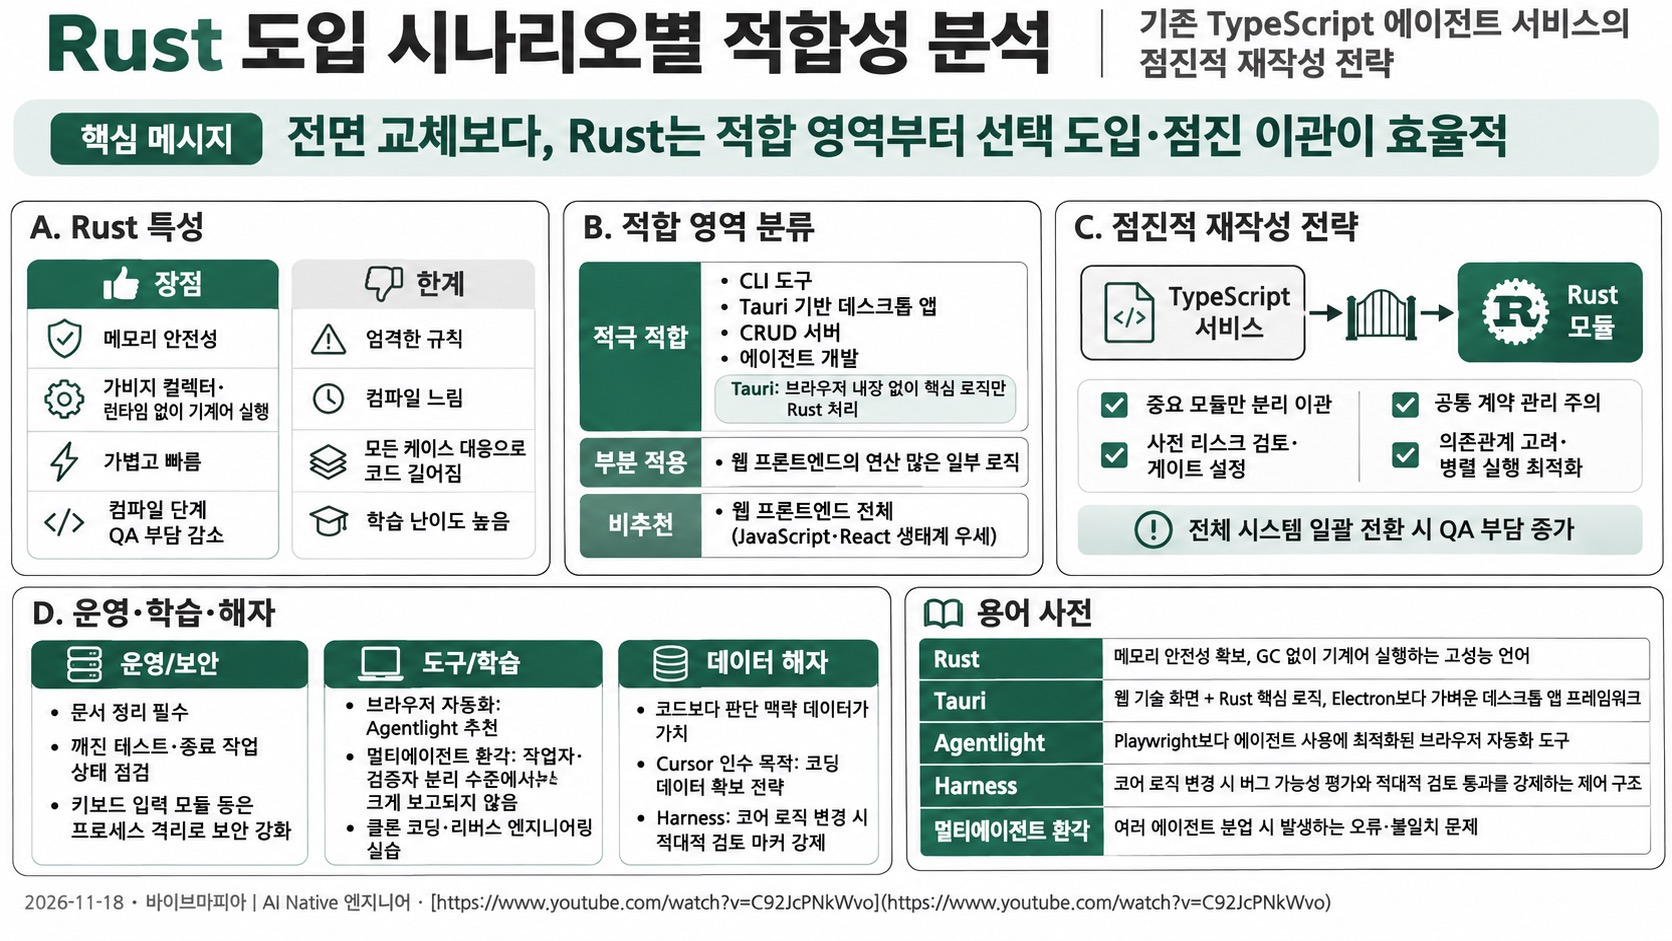 Rust 도입 시나리오별 적합성 분석
기존 TypeScript 에이전트 서비스의
점진적 재작성 전략
핵심 메시지
전면 교체보다, Rust는 적합 영역부터 선택 도입·점진 이관이 효율적
A. Rust 특성
장점
메모리 안전성
가비지 컬렉터·
런타임 없이 기계어 실행
가볍고 빠름
</>
컴파일 단계
QA 부담 감소
한계
엄격한 규칙
컴파일 느림
모든 케이스 대응으로
코드 길어짐
학습 난이도 높음
B. 적합 영역 분류
적극 적합
• CLI 도구
• Tauri 기반 데스크톱 앱
• CRUD 서버
• 에이전트 개발
Tauri: 브라우저 내장 없이 핵심 로직만
Rust 처리
부분 적용
• 웹 프론트엔드의 연산 많은 일부 로직
비추천
• 웹 프론트엔드 전체
(JavaScript·React 생태계 우세)
C. 점진적 재작성 전략
</>
TypeScript
서비스
R
Rust
모듈
중요 모듈만 분리 이관
사전 리스크 검토·
게이트 설정
공통 계약 관리 주의
의존관계 고려·
병렬 실행 최적화
전체 시스템 일괄 전환 시 QA 부담 증가
D. 운영·학습·해자
운영/보안
• 문서 정리 필수
• 깨진 테스트·종료 작업
상태 점검
• 키보드 입력 모듈 등은
프로세스 격리로 보안 강화
도구/학습
• 브라우저 자동화:
Agentlight 추천
• 멀티에이전트 환각: 작업자·
검증자 분리 수준에서
크게 보고되지 않음
• 클론 코딩·리버스 엔지니어링
실습
데이터 해자
• 코드보다 판단 맥락 데이터가
가치
• Cursor 인수 목적: 코딩
데이터 확보 전략
• Harness: 코어 로직 변경 시
적대적 검토 마커 강제
용어 사전
Rust
메모리 안전성 확보, GC 없이 기계어 실행하는 고성능 언어
Tauri
웹 기술 화면 + Rust 핵심 로직, Electron보다 가벼운 데스크톱 앱 프레임워크
Agentlight
Playwright보다 에이전트 사용에 최적화된 브라우저 자동화 도구
Harness
코어 로직 변경 시 버그 가능성 평가와 적대적 검토 통과를 강제하는 제어 구조
멀티에이전트 환각
여러 에이전트 분업 시 발생하는 오류·불일치 문제
2026-11-18 • 바이브마피아 | AI Native 엔지니어 · [https://www.youtube.com/watch?v=C92JcPNkWvo](https://www.youtube.com/watch?v=C92JcPNkWvo)